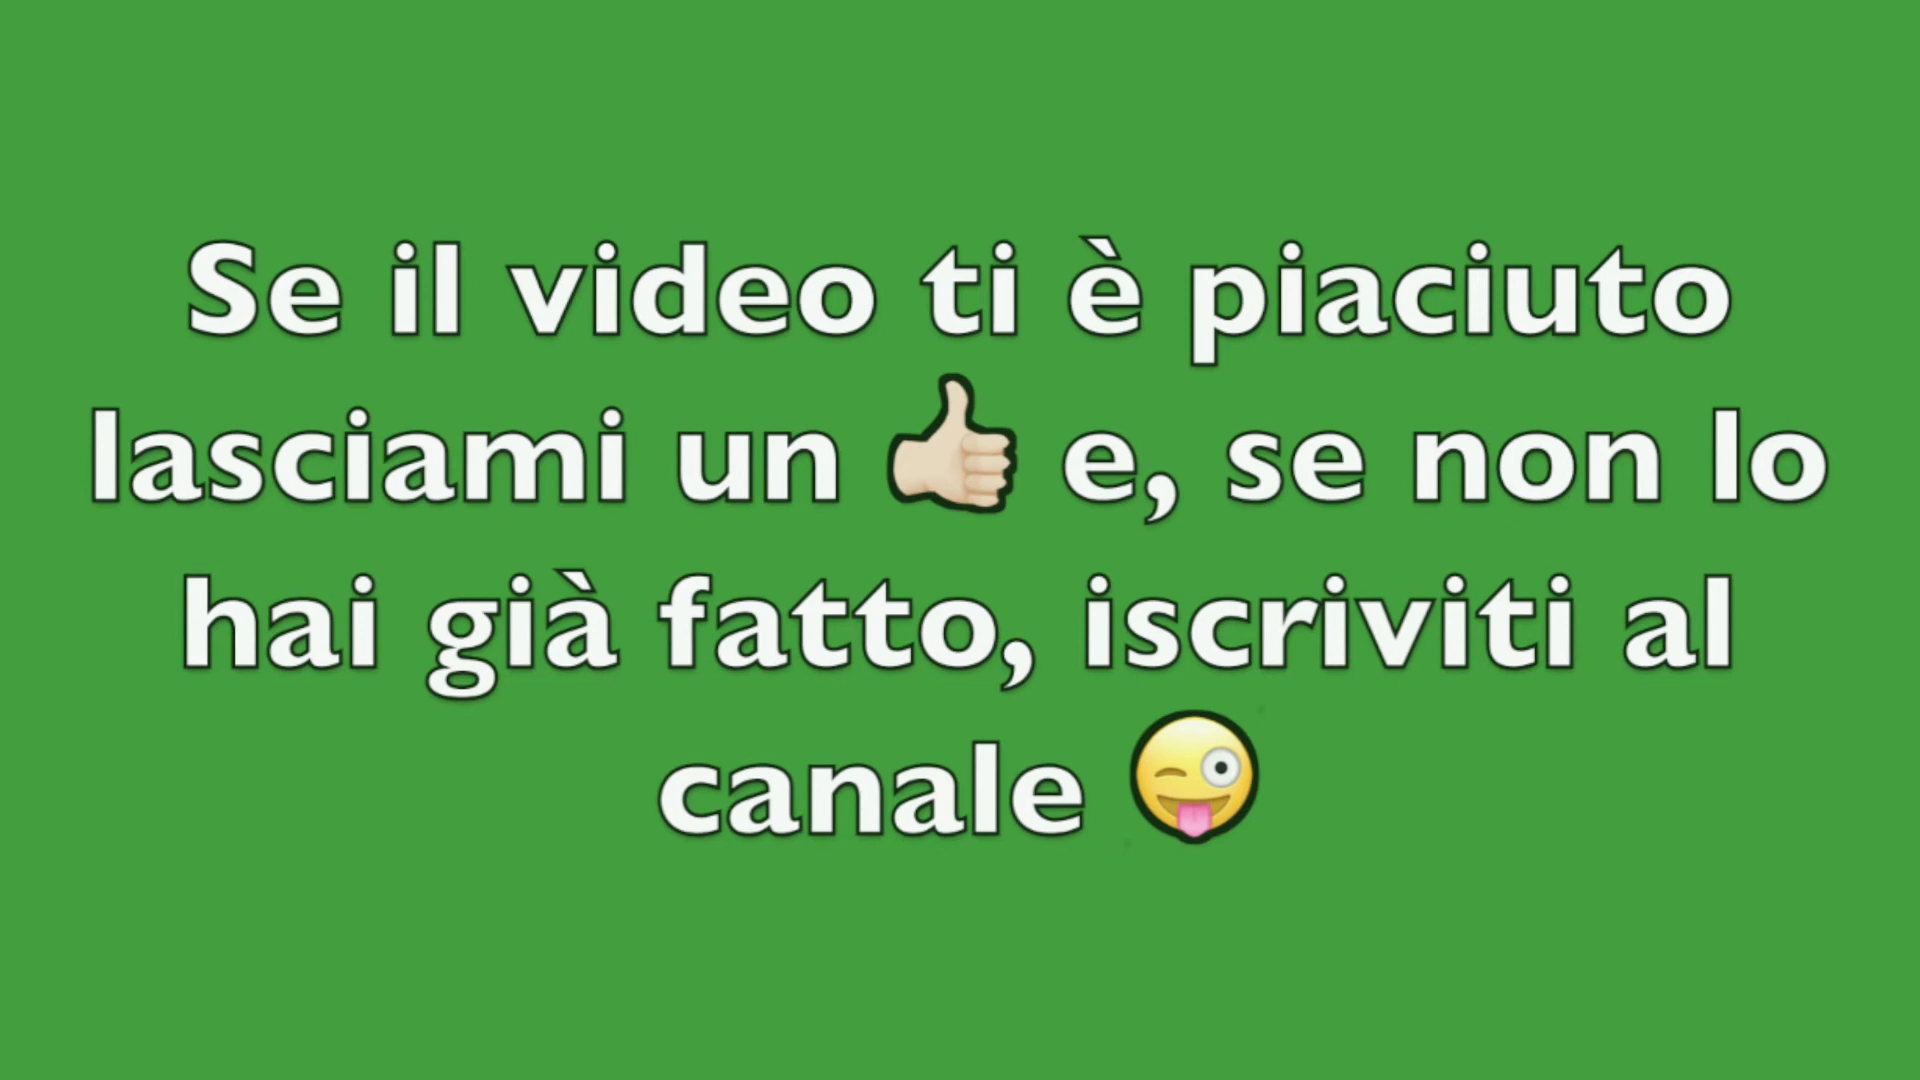 Se il video ti è piaciuto
lasciami un 👍🏻 e, se non lo
hai già fatto, iscriviti al
canale 😜